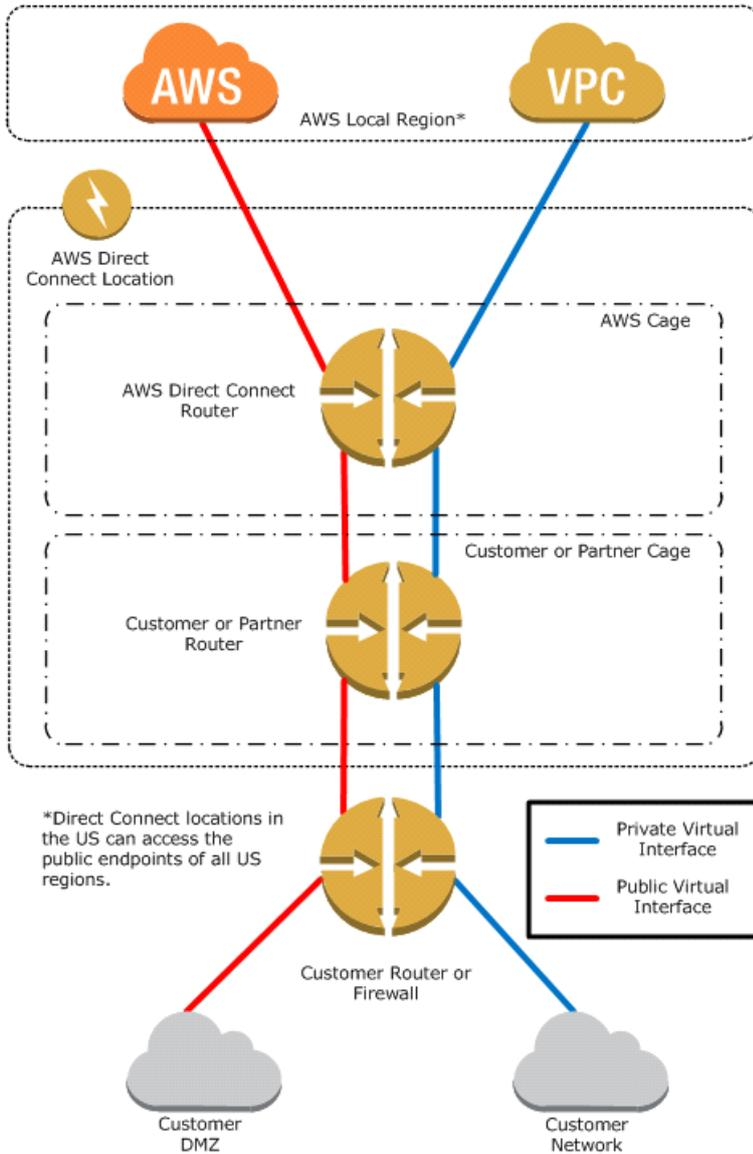 AWS
VPC
AWS Local Region*
AWS Direct
Connect Location
AWS Cage
AWS Direct Connect
Router
Customer or Partner Cage
Customer or Partner
Router
*Direct Connect locations in
the US can access the
public endpoints of all US
regions.
Private Virtual
Interface
Public Virtual
Interface
Customer Router or
Firewall
Customer
DMZ
Customer
Network